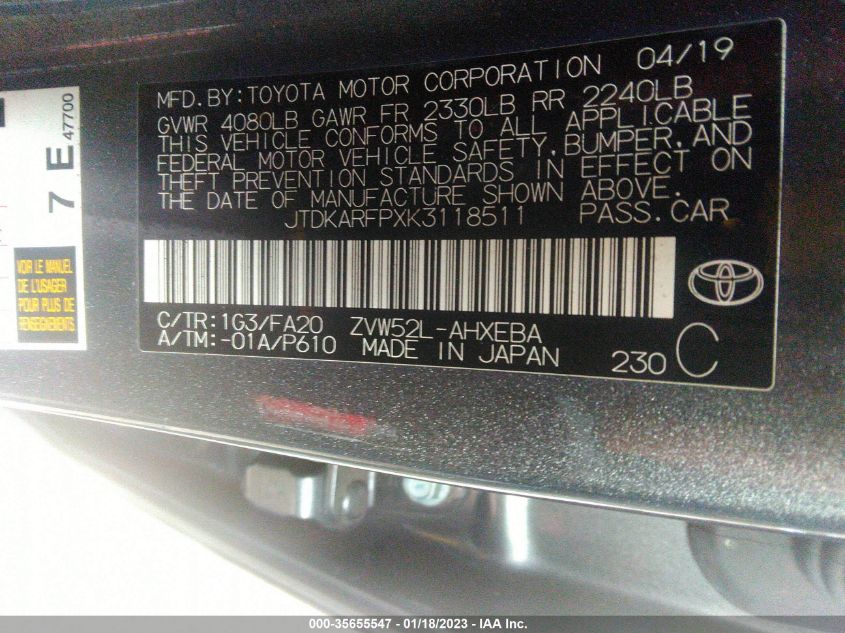 7 E
47700
VOIR LE MANUEL
DE L'USAGER
POUR PLUS DE
RENSEIGNEMENTS
04/19
MFD.BY:TOYOTA MOTOR CORPORATION
GVWR 4080LB GAWR FR 2330LB RR 2240LB
THIS VEHICLE CONFORMS TO ALL APPLICABLE
FEDERAL MOTOR VEHICLE SAFETY,BUMPER,AND
THEFT PREVENTION STANDARDS IN EFFECT ON
THE DATE OF MANUFACTURE SHOWN ABOVE.
JTDKARFPXK3118511 PASS.CAR
C/TR:1G3/FA20 ZVW52L-AHXEBA
A/TM:-01A/P610 MADE IN JAPAN
230 C
000-35655547 - 01/18/2023 - IAA Inc.